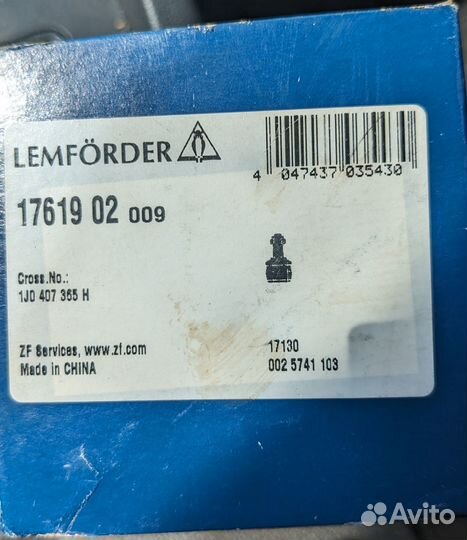 LEMFÖRDER
4 047437 035430
17619 02 009
Cross.No.:
1J0 407 365 H
ZF Services, www.zf.com
Made in CHINA
17130
002 5741 103
Avito